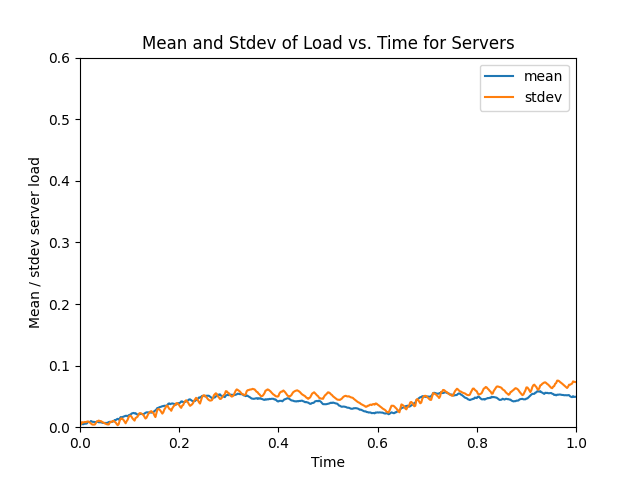 Mean and Stdev of Load vs. Time for Servers
mean
stdev
0.6
0.5
0.4
0.3
0.2
0.1
0.0
Mean / stdev server load
0.0 0.2 0.4 0.6 0.8 1.0
Time